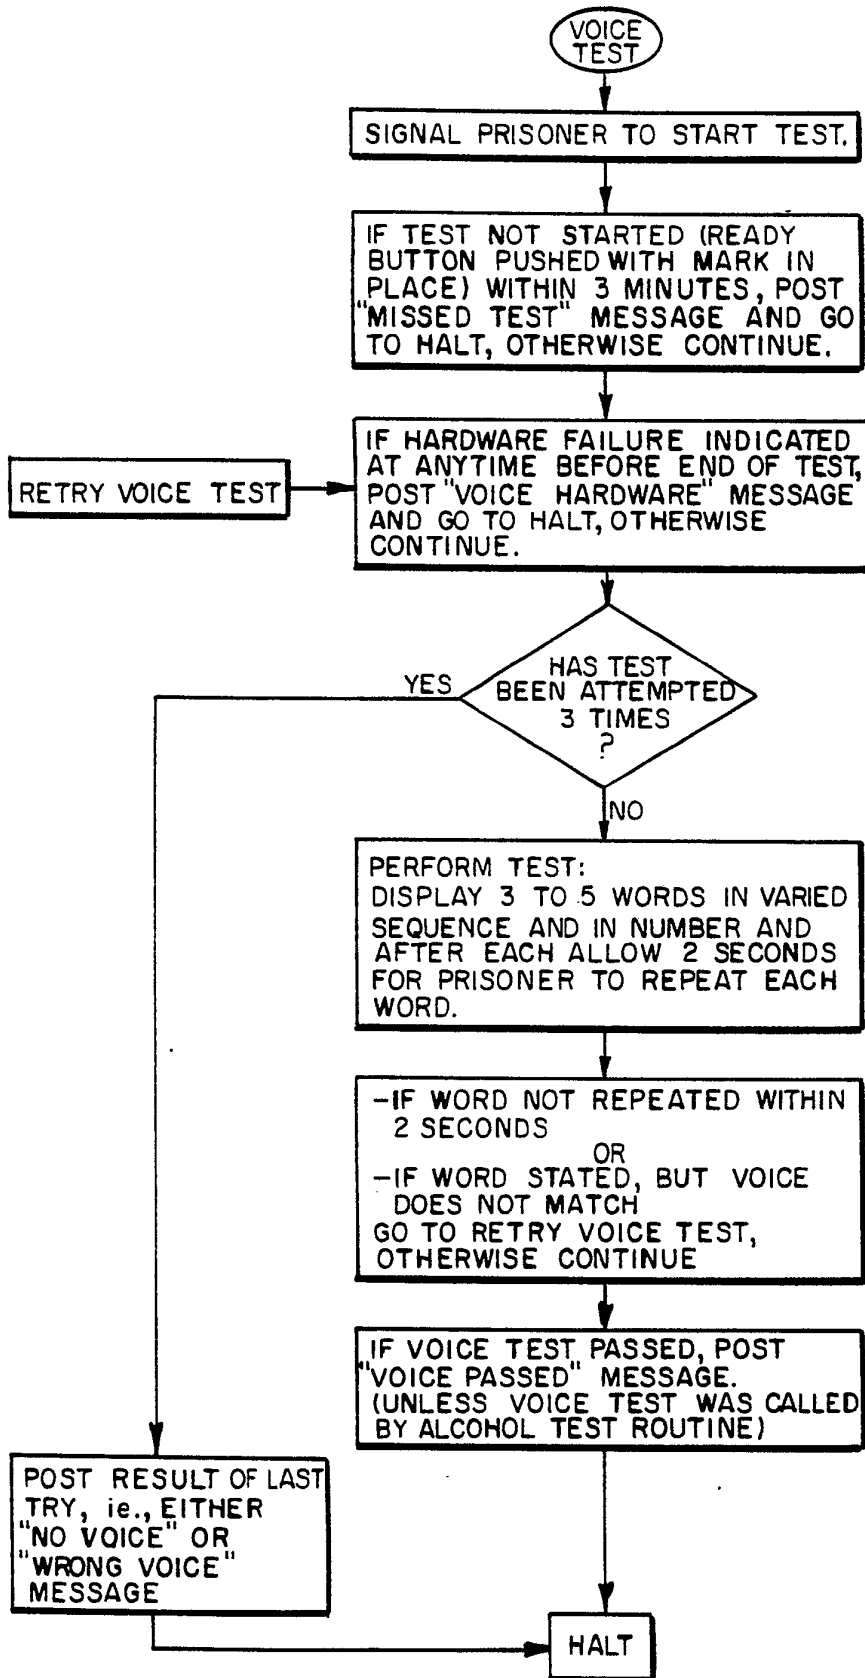 VOICE
TEST
SIGNAL PRISONER TO START TEST.
IF TEST NOT STARTED (READY
BUTTON PUSHED WITH MARK IN
PLACE) WITHIN 3 MINUTES, POST
"MISSED TEST" MESSAGE AND GO
TO HALT, OTHERWISE CONTINUE.
RETRY VOICE TEST
IF HARDWARE FAILURE INDICATED
AT ANYTIME BEFORE END OF TEST,
POST "VOICE HARDWARE" MESSAGE
AND GO TO HALT, OTHERWISE
CONTINUE.
HAS TEST
BEEN ATTEMPTED
3 TIMES
?
YES
NO
PERFORM TEST:
DISPLAY 3 TO 5 WORDS IN VARIED
SEQUENCE AND IN NUMBER AND
AFTER EACH ALLOW 2 SECONDS
FOR PRISONER TO REPEAT EACH
WORD.
-IF WORD NOT REPEATED WITHIN
2 SECONDS
OR
-IF WORD STATED, BUT VOICE
DOES NOT MATCH
GO TO RETRY VOICE TEST,
OTHERWISE CONTINUE
IF VOICE TEST PASSED, POST
"VOICE PASSED" MESSAGE.
(UNLESS VOICE TEST WAS CALLED
BY ALCOHOL TEST ROUTINE)
POST RESULT OF LAST
TRY, ie., EITHER
"NO VOICE" OR
"WRONG VOICE"
MESSAGE
HALT